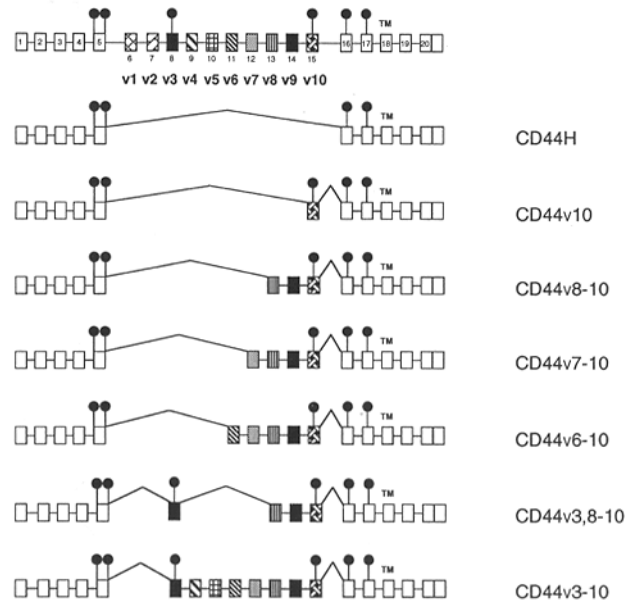 TM
1 2 3 4 5 16 17 18 19 20
6 7 8 9 10 11 12 13 14 15
v1 v2 v3 v4 v5 v6 v7 v8 v9 v10
TM
CD44H
TM
CD44v10
TM
CD44v8-10
TM
CD44v7-10
TM
CD44v6-10
TM
CD44v3,8-10
TM
CD44v3-10